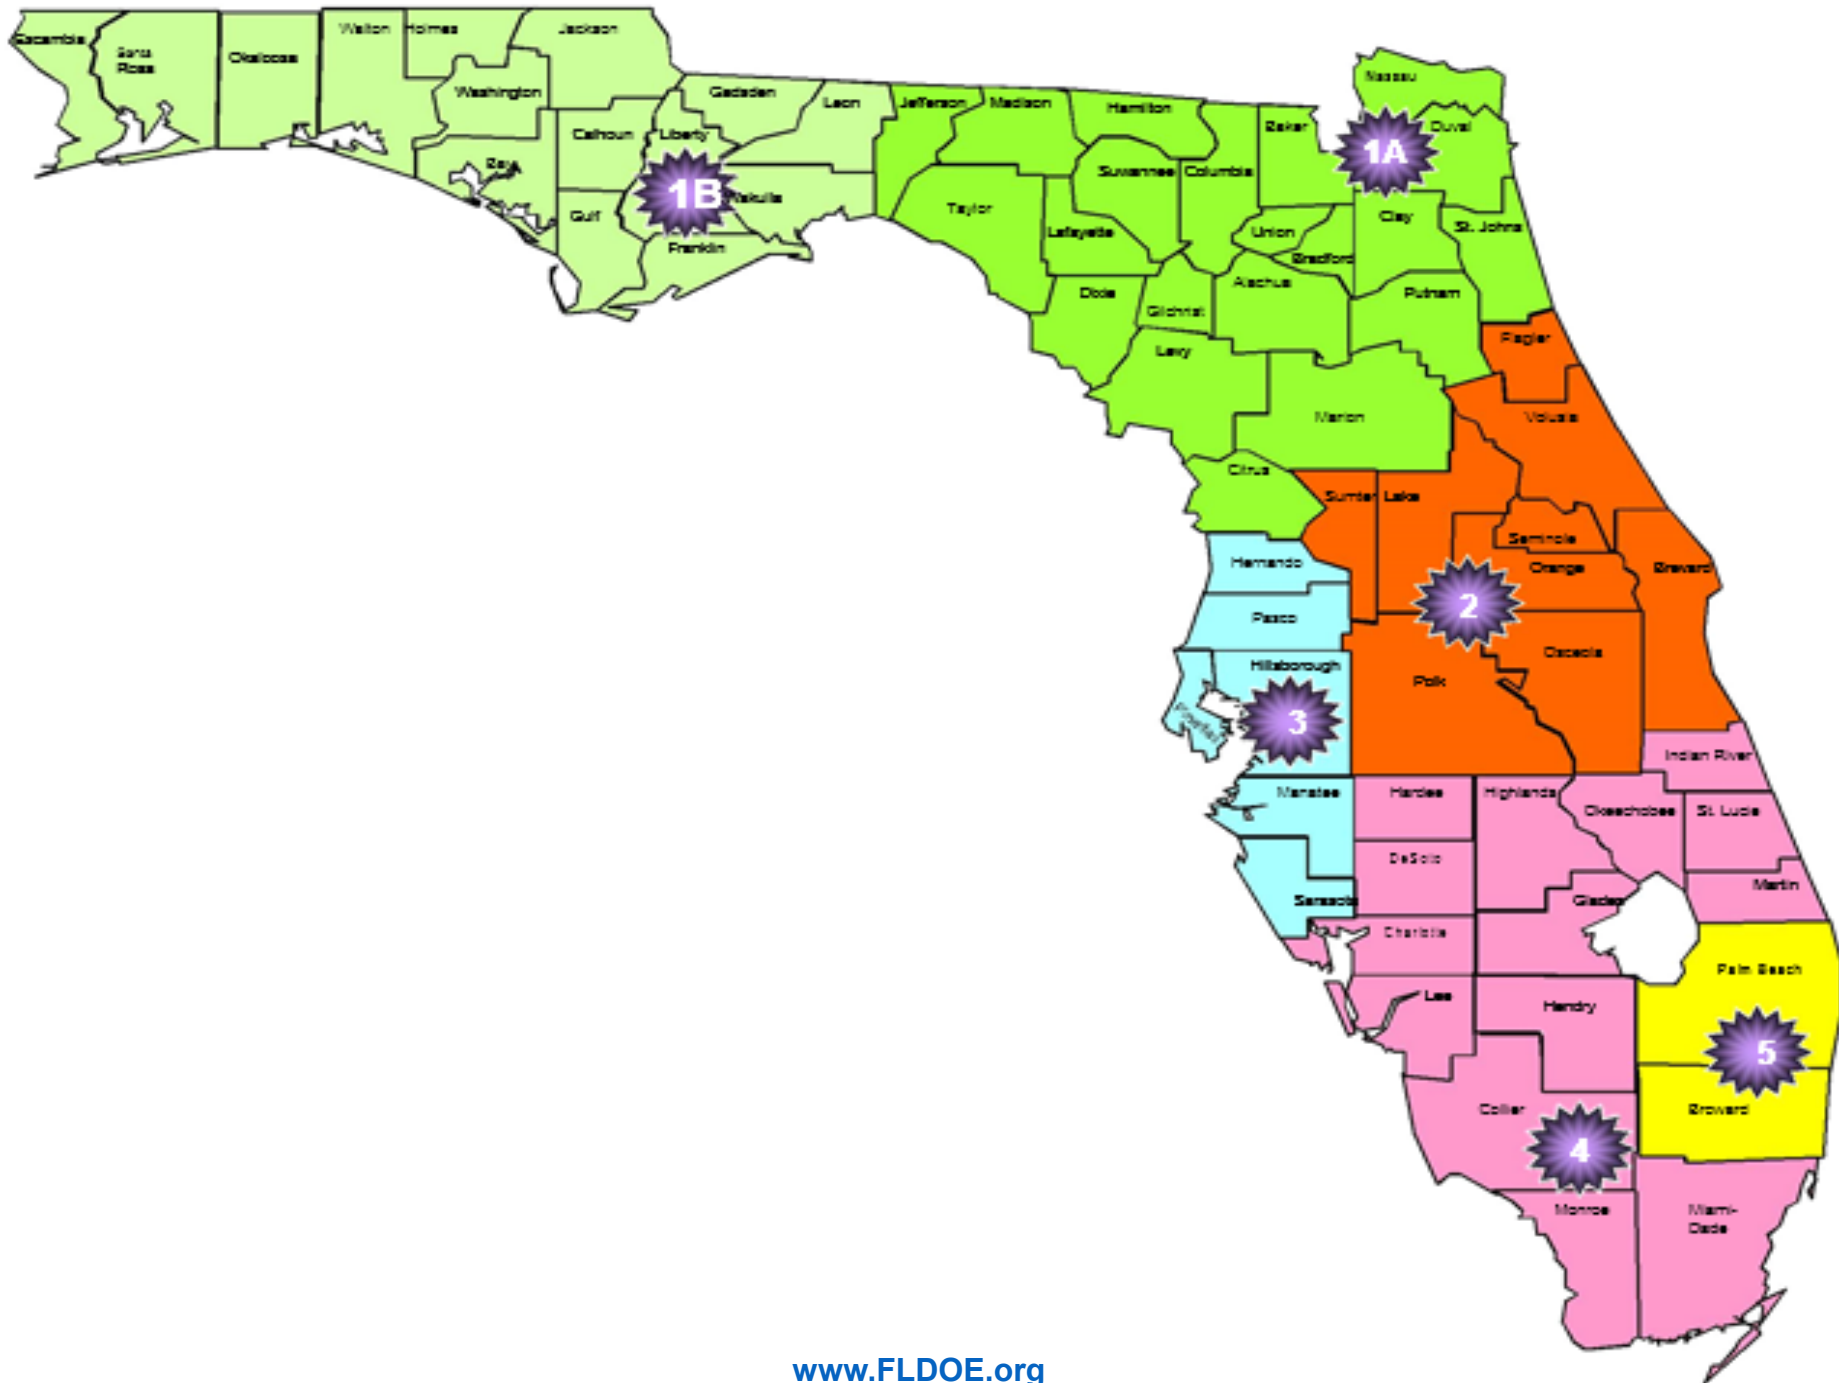 Escambia
Santa
Rosa
Okaloosa
Walton
Holmes
Jackson
Washington
Bay
Calhoun
Gulf
Liberty
Gadsden
Leon
1B
Wakulla
Franklin
Jefferson
Madison
Hamilton
Taylor
Lafayette
Suwannee
Columbia
Baker
Nassau
1A
Duval
Union
Bradford
Clay
St. Johns
Dixie
Gilchrist
Alachua
Putnam
Levy
Marion
Citrus
Flagler
Volusia
Sumter
Lake
Seminole
Orange
Brevard
2
Osceola
Polk
Hernando
Pasco
Hillsborough
Pinellas
3
Manatee
Sarasota
Hardee
Highlands
Okeechobee
Indian River
St. Lucie
DeSoto
Martin
Glades
Charlotte
Lee
Hendry
Palm Beach
5
Broward
Collier
4
Monroe
Miami-
Dade
www.FLDOE.org